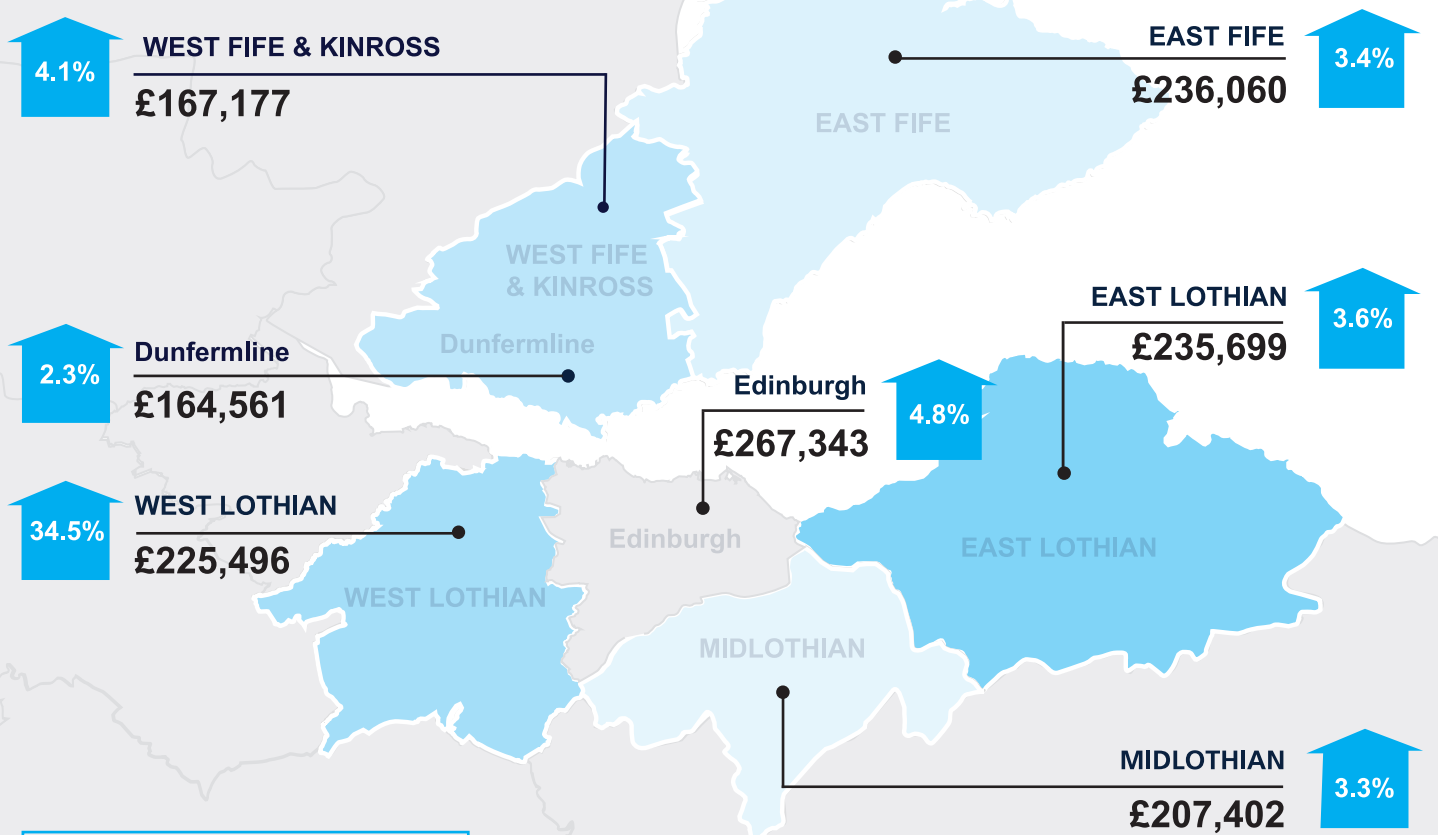 4.1%
WEST FIFE & KINROSS
£167,177
EAST FIFE
£236,060
3.4%
EAST FIFE
WEST FIFE
& KINROSS
Dunfermline
2.3%
Dunfermline
£164,561
EAST LOTHIAN
£235,699
3.6%
Edinburgh
£267,343
4.8%
34.5%
WEST LOTHIAN
£225,496
WEST LOTHIAN
Edinburgh
EAST LOTHIAN
MIDLOTHIAN
MIDLOTHIAN
£207,402
3.3%